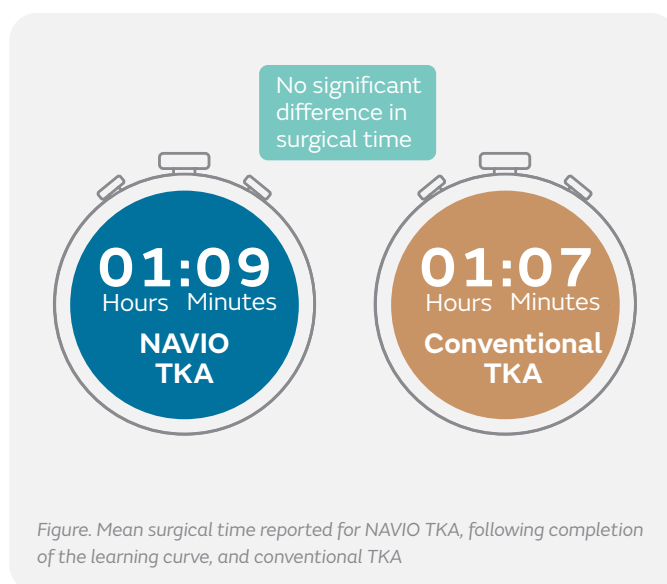 No significant
difference in
surgical time
01:09
Hours Minutes
NAVIO
TKA
01:07
Hours Minutes
Conventional
TKA
Figure. Mean surgical time reported for NAVIO TKA, following completion
of the learning curve, and conventional TKA